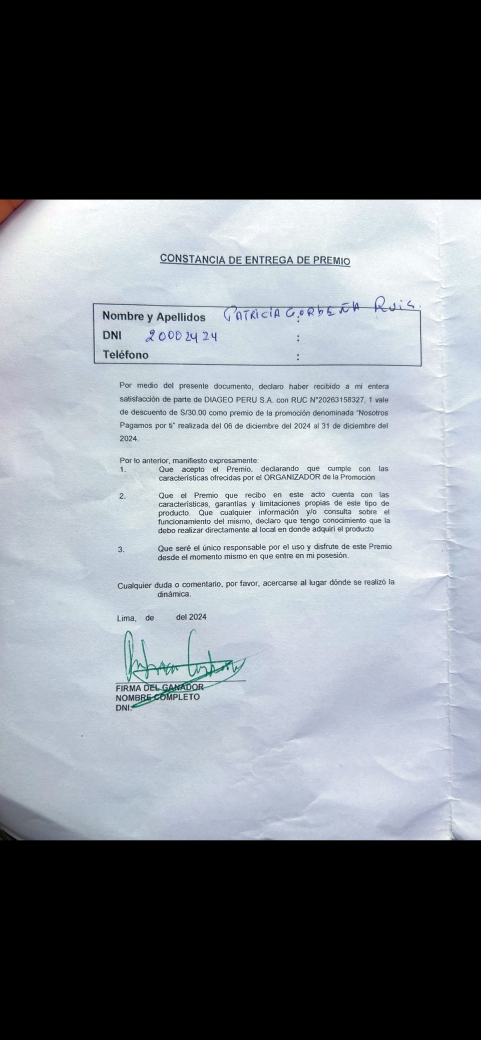 CONSTANCIA DE ENTREGA DE PREMIO
Nombre y Apellidos : PATRICIA CORDEÑA RUIS.
DNI 20002424 :
Teléfono :
Por medio del presente documento, declaro haber recibido a mi entera
satisfacción de parte de DIAGEO PERU S.A. con RUC N°20263158327, 1 vale
de descuento de S/30.00 como premio de la promoción denominada "Nosotros
Pagamos por ti" realizada del 06 de diciembre del 2024 al 31 de diciembre del
2024.
Por lo anterior, manifiesto expresamente:
1. Que acepto el Premio, declarando que cumple con las
características ofrecidas por el ORGANIZADOR de la Promoción
2. Que el Premio que recibo en este acto cuenta con las
características, garantías y limitaciones propias de este tipo de
producto. Que cualquier información y/o consulta sobre el
funcionamiento del mismo, declaro que tengo conocimiento que la
debo realizar directamente al local en donde adquirí el producto
3. Que seré el único responsable por el uso y disfrute de este Premio
desde el momento mismo en que entre en mi posesión.
Cualquier duda o comentario, por favor, acercarse al lugar dónde se realizó la
dinámica.
Lima, de del 2024
FIRMA DEL GANADOR
NOMBRE COMPLETO
DNI: